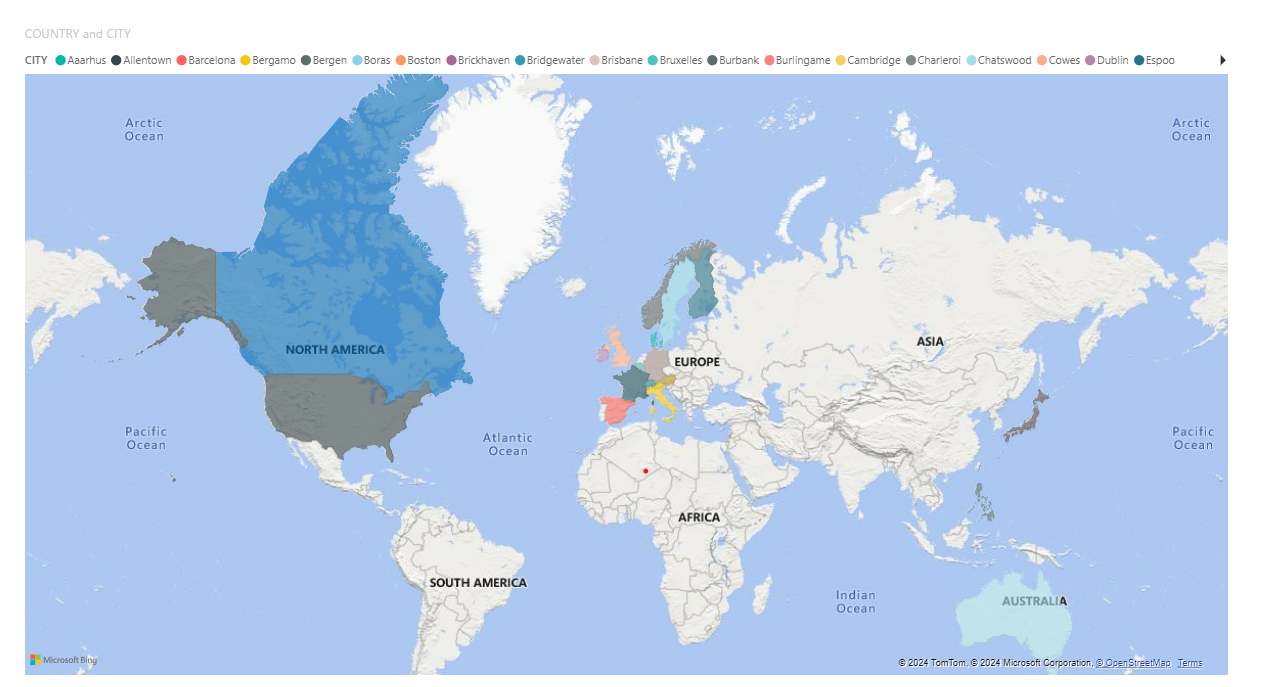 COUNTRY and CITY
CITY Aarhus Allentown Barcelona Bergamo Bergen Boras Boston Brickhaven Bridgewater Brisbane Bruxelles Burbank Burlingame Cambridge Charleroi Chatswood Cowes Dublin Espoo
Arctic
Ocean
Arctic
Ocean
NORTH AMERICA
EUROPE
ASIA
Pacific
Ocean
Atlantic
Ocean
Pacific
Ocean
AFRICA
SOUTH AMERICA
Indian
Ocean
AUSTRALIA
Microsoft Bing
© 2024 TomTom, © 2024 Microsoft Corporation, © OpenStreetMap Terms